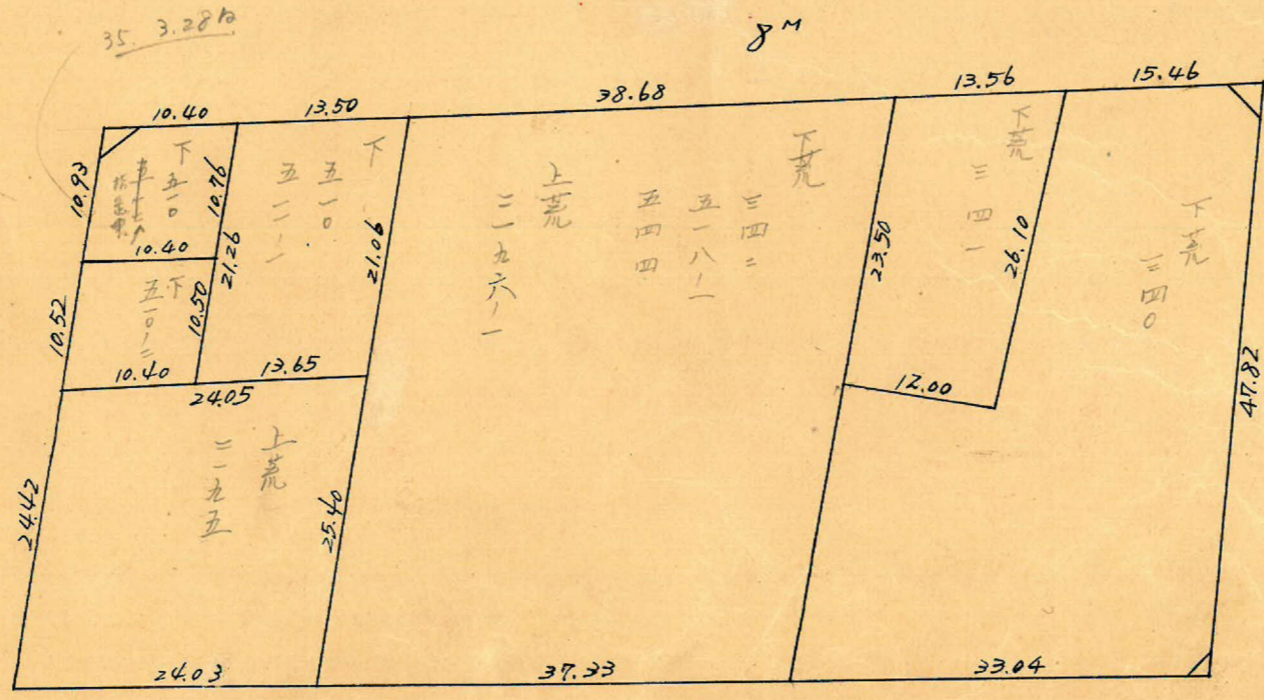 35. 3.28
8M
10.40
13.50
38.68
13.56
15.46
10.93
10.76
下
五一〇
10.40
21.26
下
五一〇
五一一ノ一
21.06
10.52
10.50
下
五一〇ノ二
10.40
13.65
24.05
下荒
三四二
五一八ノ一
五四四
上荒
二一九六ノ一
23.50
下荒
三四一
26.10
12.00
下荒
三四〇
47.82
上荒
二一九五
24.42
25.40
24.03
37.33
33.04